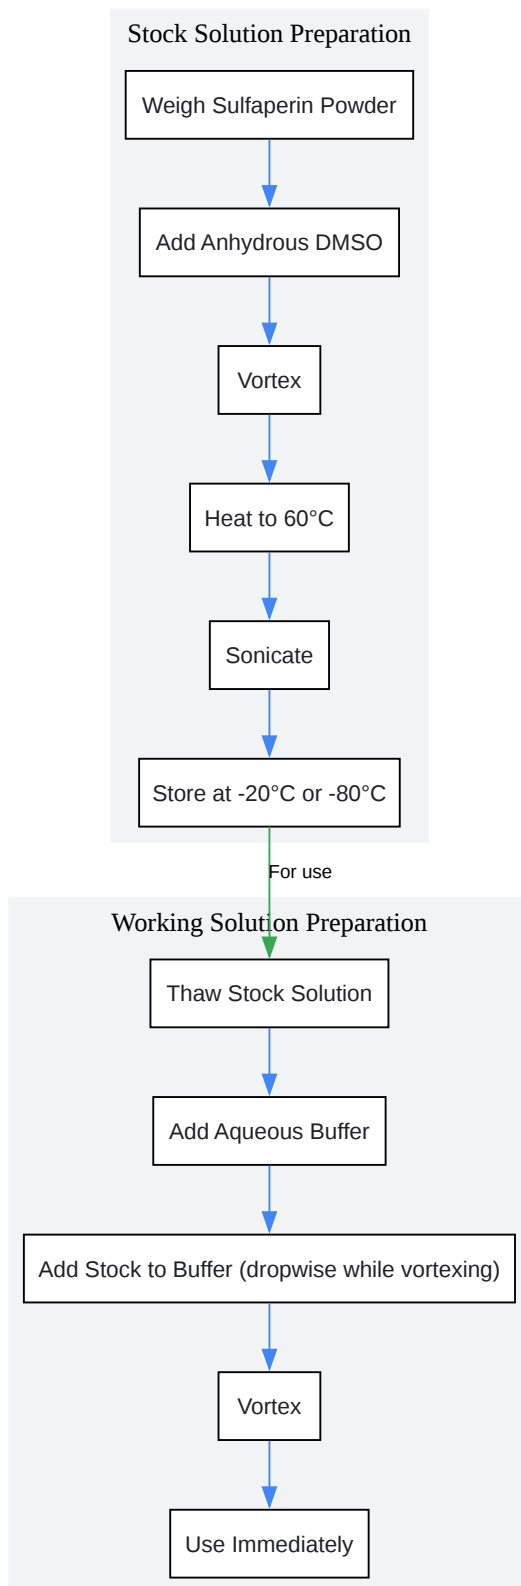 Stock Solution Preparation
Weigh Sulfaperin Powder
Add Anhydrous DMSO
Vortex
Heat to 60°C
Sonicate
Store at -20°C or -80°C
For use
Working Solution Preparation
Thaw Stock Solution
Add Aqueous Buffer
Add Stock to Buffer (dropwise while vortexing)
Vortex
Use Immediately